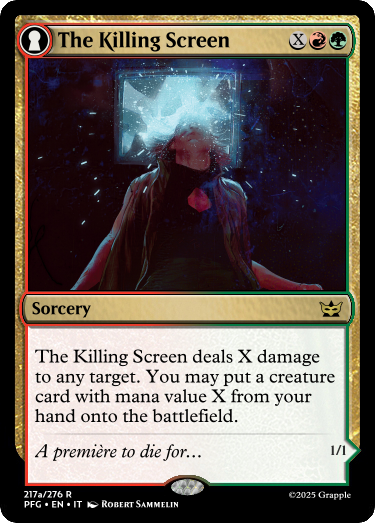 The Killing Screen X
Sorcery
The Killing Screen deals X damage
to any target. You may put a creature
card with mana value X from your
hand onto the battlefield.
A première to die for…
1/1
217a/276 R
PFG • EN • IT Robert Sammelin
©2025 Grapple